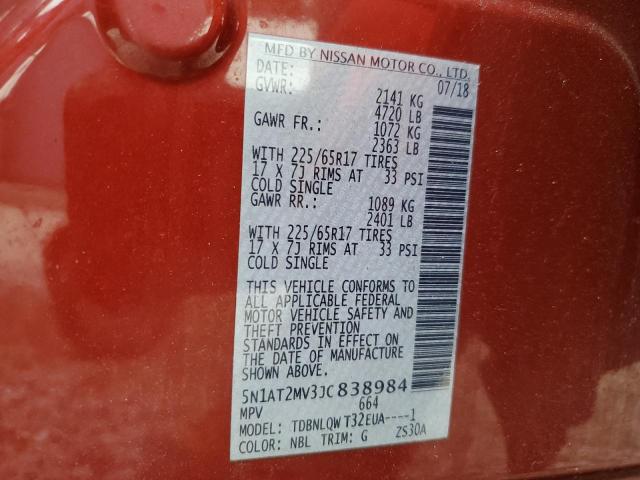 MFD BY NISSAN MOTOR CO., LTD.
DATE: 07/18
GVWR: 2141 KG
4720 LB
GAWR FR.: 1072 KG
2363 LB
WITH 225/65R17 TIRES
17 X 7J RIMS AT 33 PSI
COLD SINGLE
GAWR RR.: 1089 KG
2401 LB
WITH 225/65R17 TIRES
17 X 7J RIMS AT 33 PSI
COLD SINGLE
THIS VEHICLE CONFORMS TO
ALL APPLICABLE FEDERAL
MOTOR VEHICLE SAFETY AND
THEFT PREVENTION
STANDARDS IN EFFECT ON
THE DATE OF MANUFACTURE
SHOWN ABOVE.
5N1AT2MV3JC838984
MPV 664
MODEL: TDBNLQW T32EUA----1
COLOR: NBL TRIM: G ZS30A